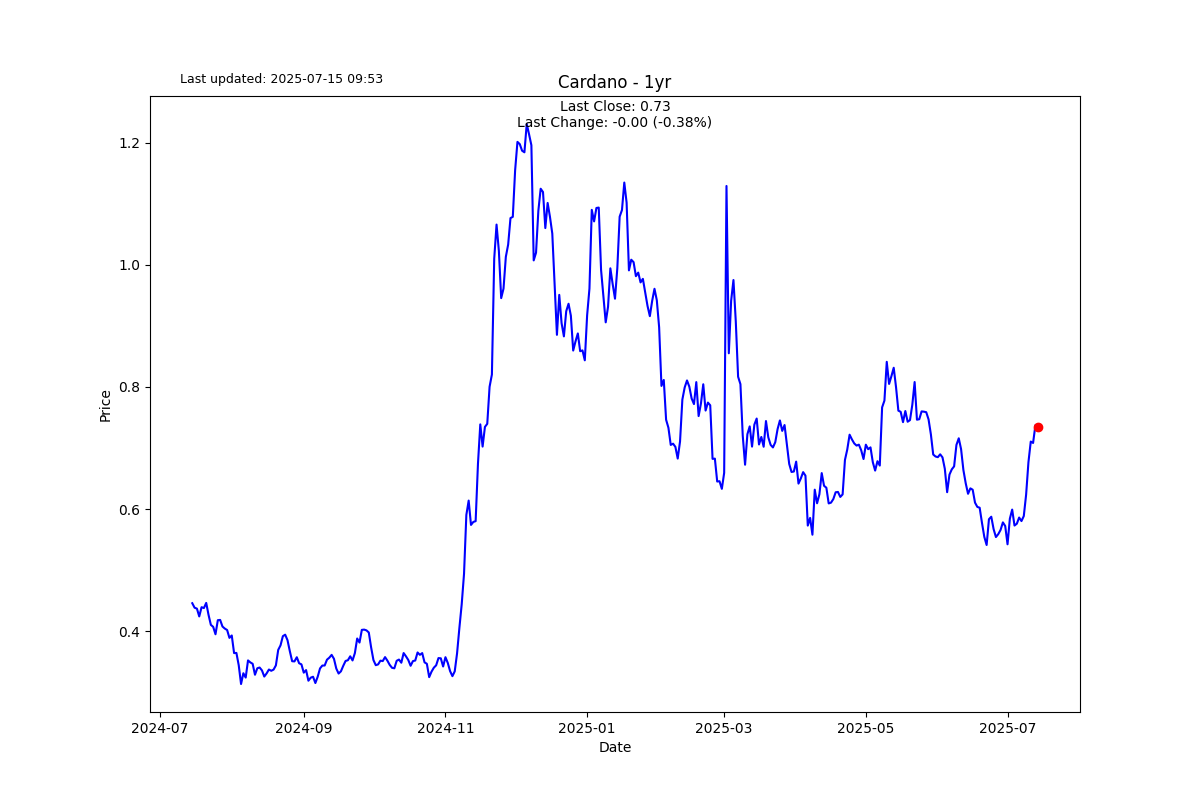 Last updated: 2025-07-15 09:53
Cardano - 1yr
Last Close: 0.73
Last Change: -0.00 (-0.38%)
1.2
1.0
0.8
0.6
0.4
Price
2024-07 2024-09 2024-11 2025-01 2025-03 2025-05 2025-07
Date